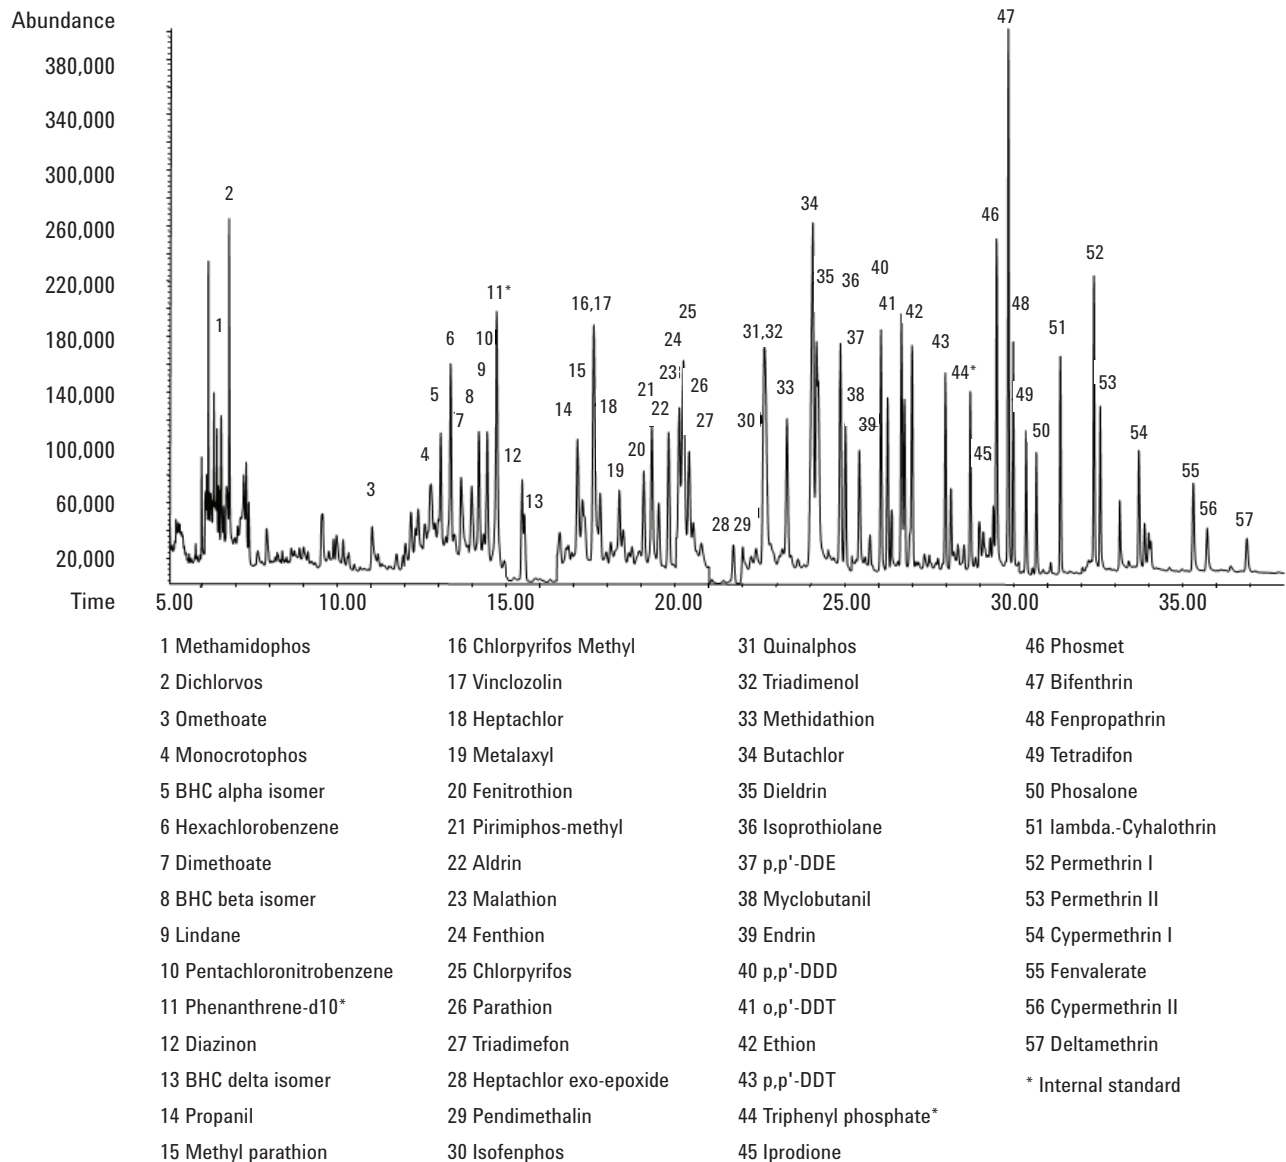 Abundance
47
380,000
340,000
300,000
2
34
260,000
46
40
52
220,000
35
36
11*
16,17
25
1
41
42
48
180,000
6
10
24
31,32
37
43
51
9
15
23
44*
140,000
5
8
21
26
33
38
49
53
14
18
22
27
30
39
50
7
100,000
4
12
19
20
45
54
3
55
60,000
13
56
28
29
57
20,000
Time
5.00 10.00 15.00 20.00 25.00 30.00 35.00
1 Methamidophos
2 Dichlorvos
3 Omethoate
4 Monocrotophos
5 BHC alpha isomer
6 Hexachlorobenzene
7 Dimethoate
8 BHC beta isomer
9 Lindane
10 Pentachloronitrobenzene
11 Phenanthrene-d10*
12 Diazinon
13 BHC delta isomer
14 Propanil
15 Methyl parathion
16 Chlorpyrifos Methyl
17 Vinclozolin
18 Heptachlor
19 Metalaxyl
20 Fenitrothion
21 Pirimiphos-methyl
22 Aldrin
23 Malathion
24 Fenthion
25 Chlorpyrifos
26 Parathion
27 Triadimefon
28 Heptachlor exo-epoxide
29 Pendimethalin
30 Isofenphos
31 Quinalphos
32 Triadimenol
33 Methidathion
34 Butachlor
35 Dieldrin
36 Isoprothiolane
37 p,p'-DDE
38 Myclobutanil
39 Endrin
40 p,p'-DDD
41 o,p'-DDT
42 Ethion
43 p,p'-DDT
44 Triphenyl phosphate*
45 Iprodione
46 Phosmet
47 Bifenthrin
48 Fenpropathrin
49 Tetradifon
50 Phosalone
51 lambda.-Cyhalothrin
52 Permethrin I
53 Permethrin II
54 Cypermethrin I
55 Fenvalerate
56 Cypermethrin II
57 Deltamethrin
* Internal standard